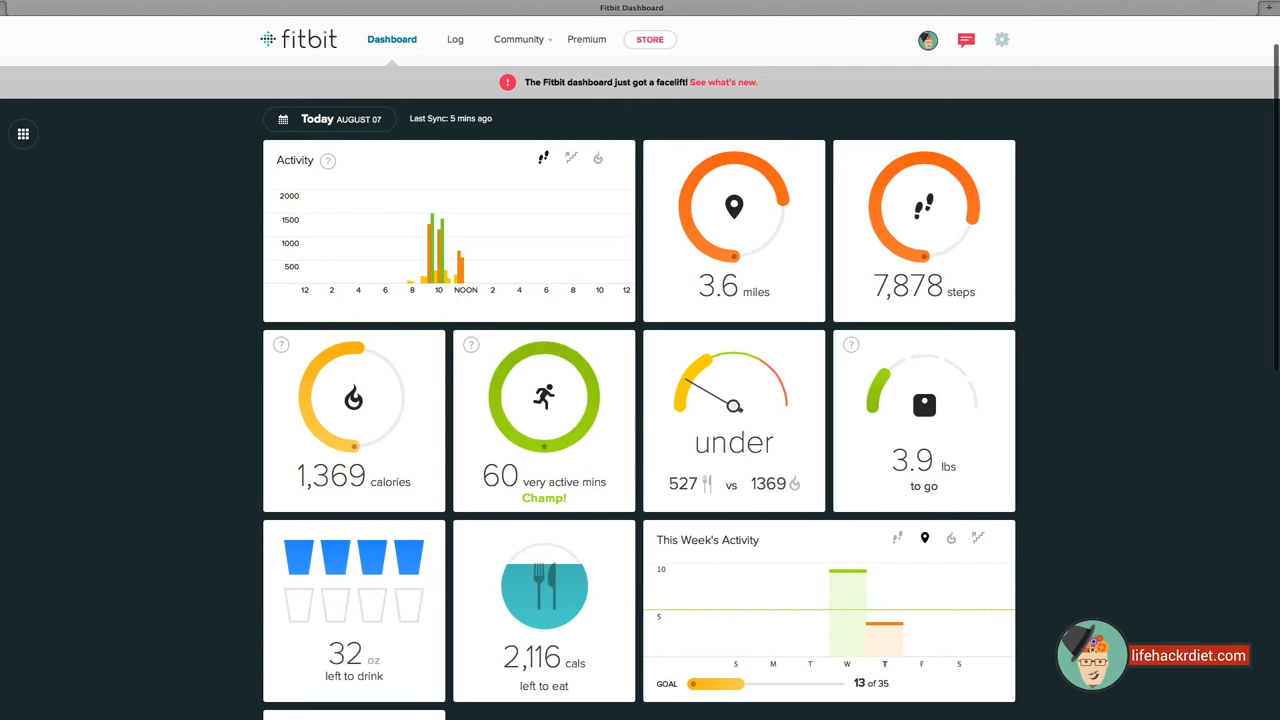 Fitbit Dashboard
fitbit
Dashboard
Log
Community
Premium
STORE
! The Fitbit dashboard just got a facelift! See what's new.
Today AUGUST 07
Last Sync: 5 mins ago
Activity ?
2000
1500
1000
500
12 2 4 6 8 10 NOON 2 4 6 8 10 12
3.6 miles
7,878 steps
?
1,369 calories
?
60 very active mins
Champ!
under
527 vs 1369
?
3.9 lbs
to go
32 oz
left to drink
2,116 cals
left to eat
This Week's Activity
10
5
S M T W T F S
GOAL 13 of 35
lifehackrdiet.com